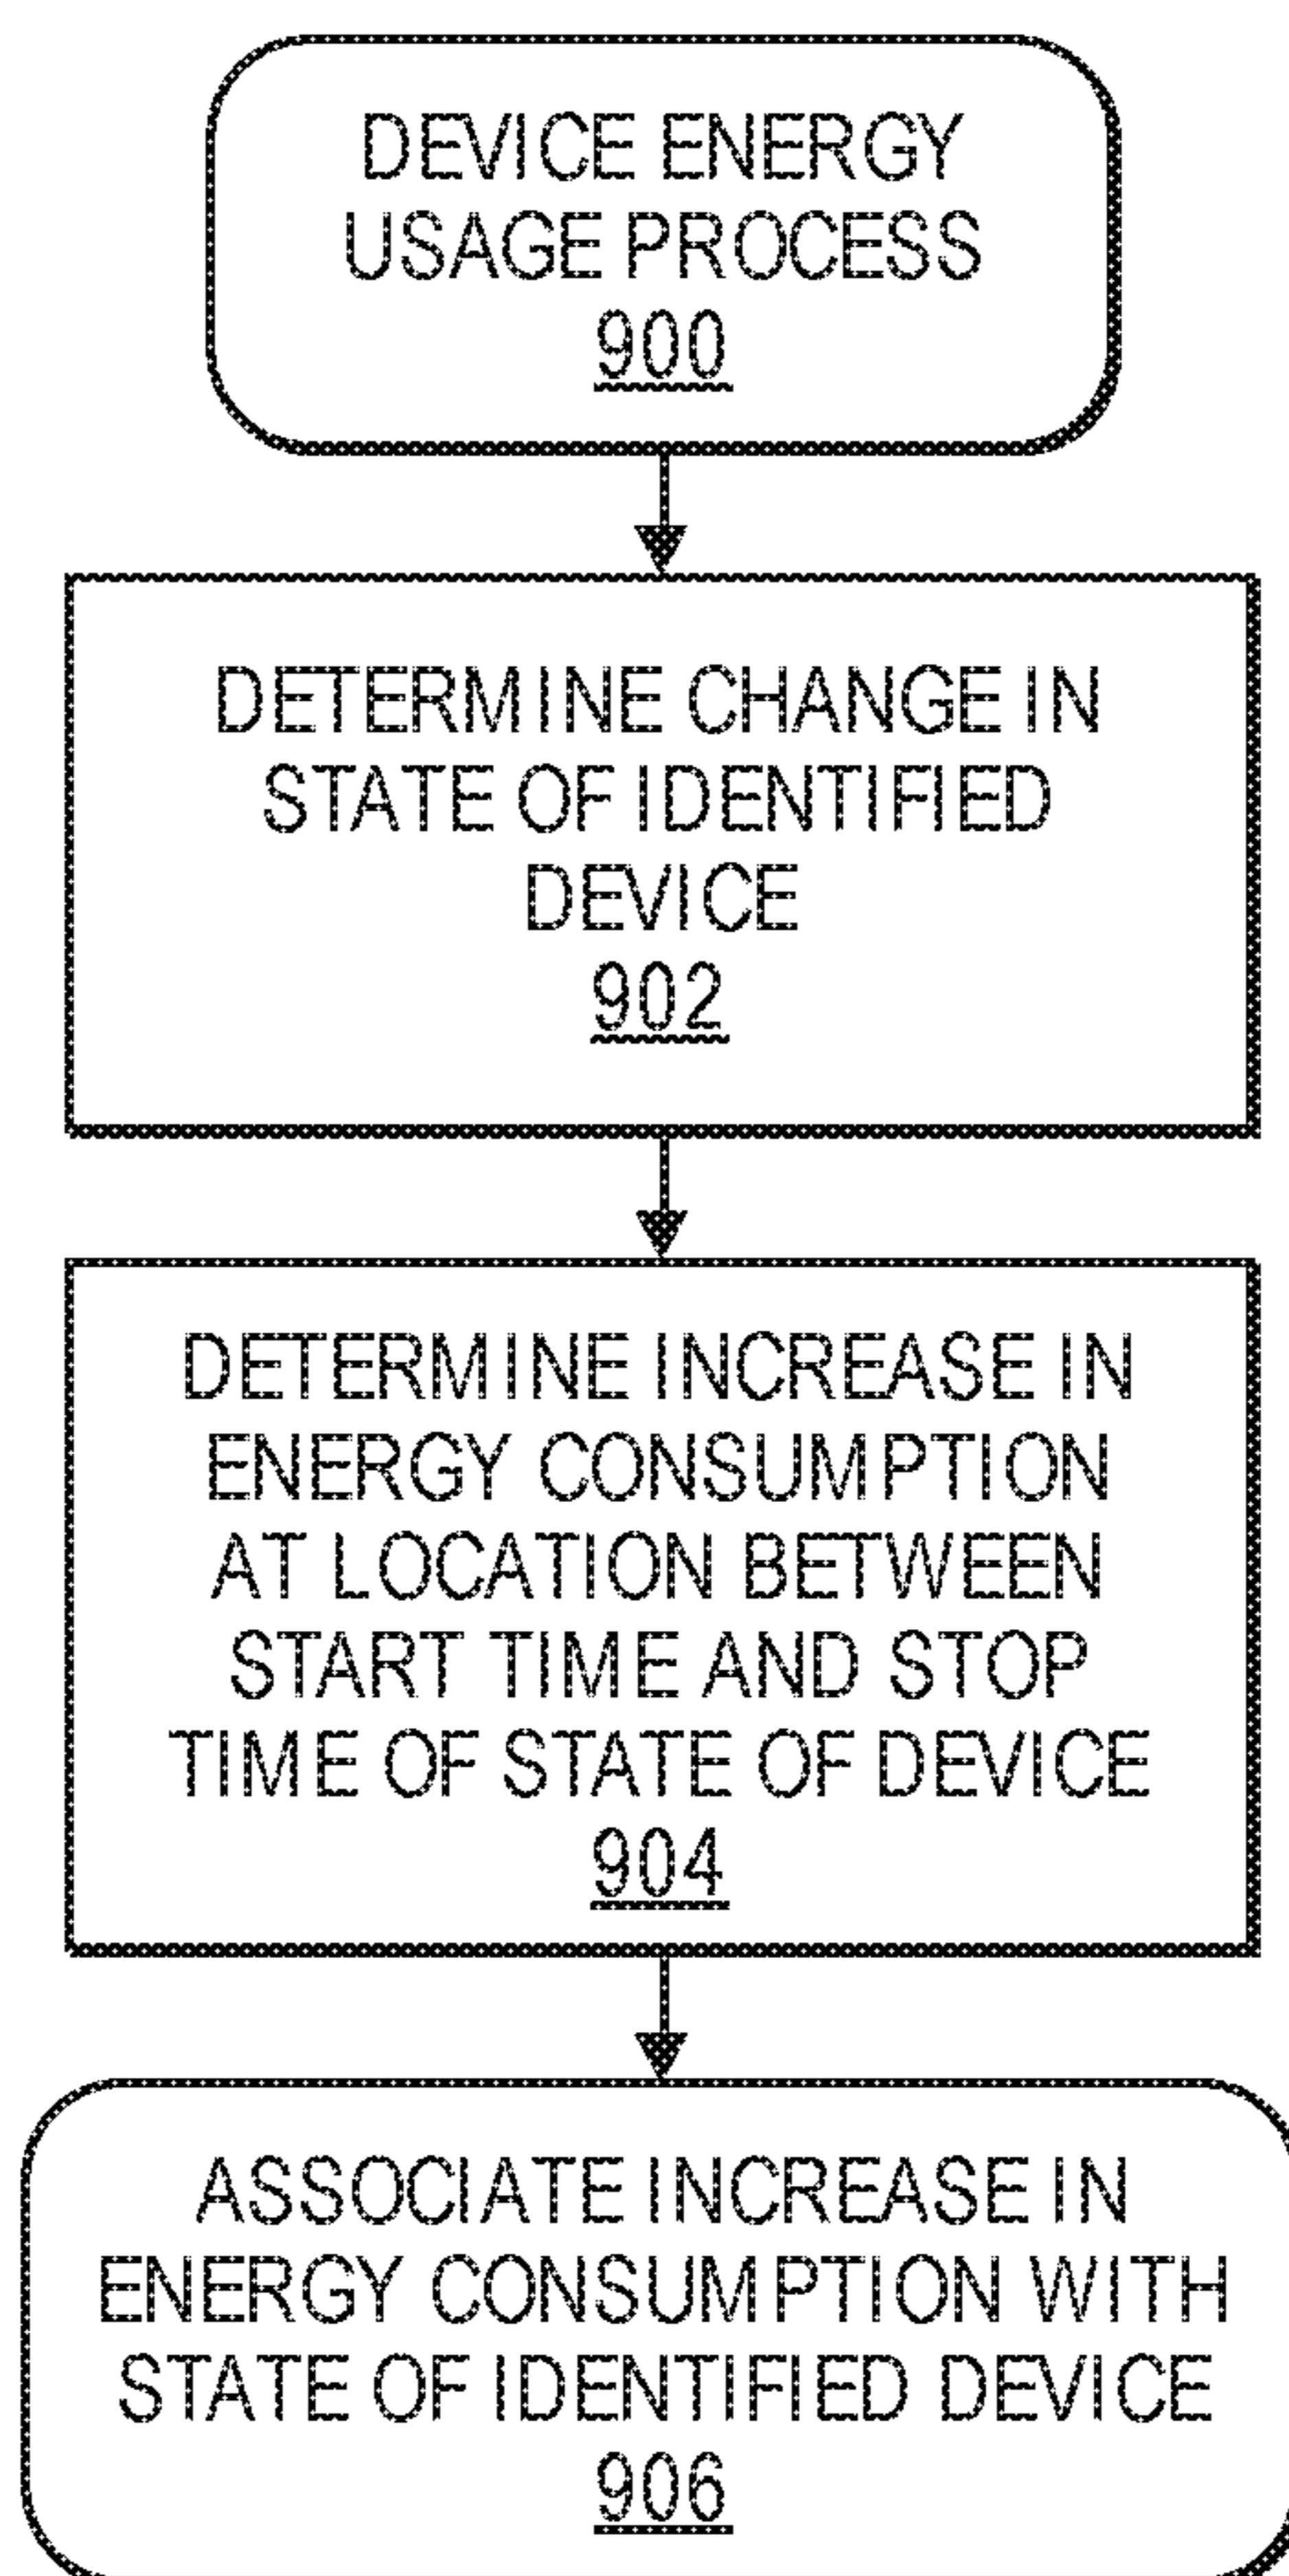 DEVICE ENERGY
USAGE PROCESS
900
DETERMINE CHANGE IN
STATE OF IDENTIFIED
DEVICE
902
DETERMINE INCREASE IN
ENERGY CONSUMPTION
AT LOCATION BETWEEN
START TIME AND STOP
TIME OF STATE OF DEVICE
904
ASSOCIATE INCREASE IN
ENERGY CONSUMPTION WITH
STATE OF IDENTIFIED DEVICE
906